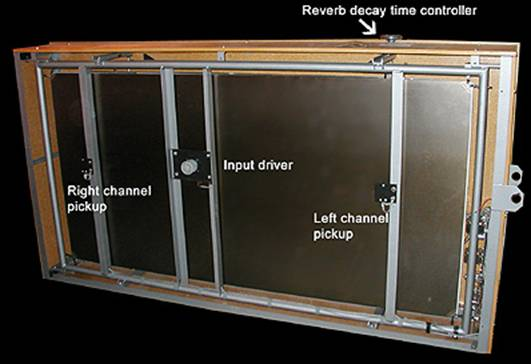 Reverb decay time controller
Input driver
Right channel
pickup
Left channel
pickup